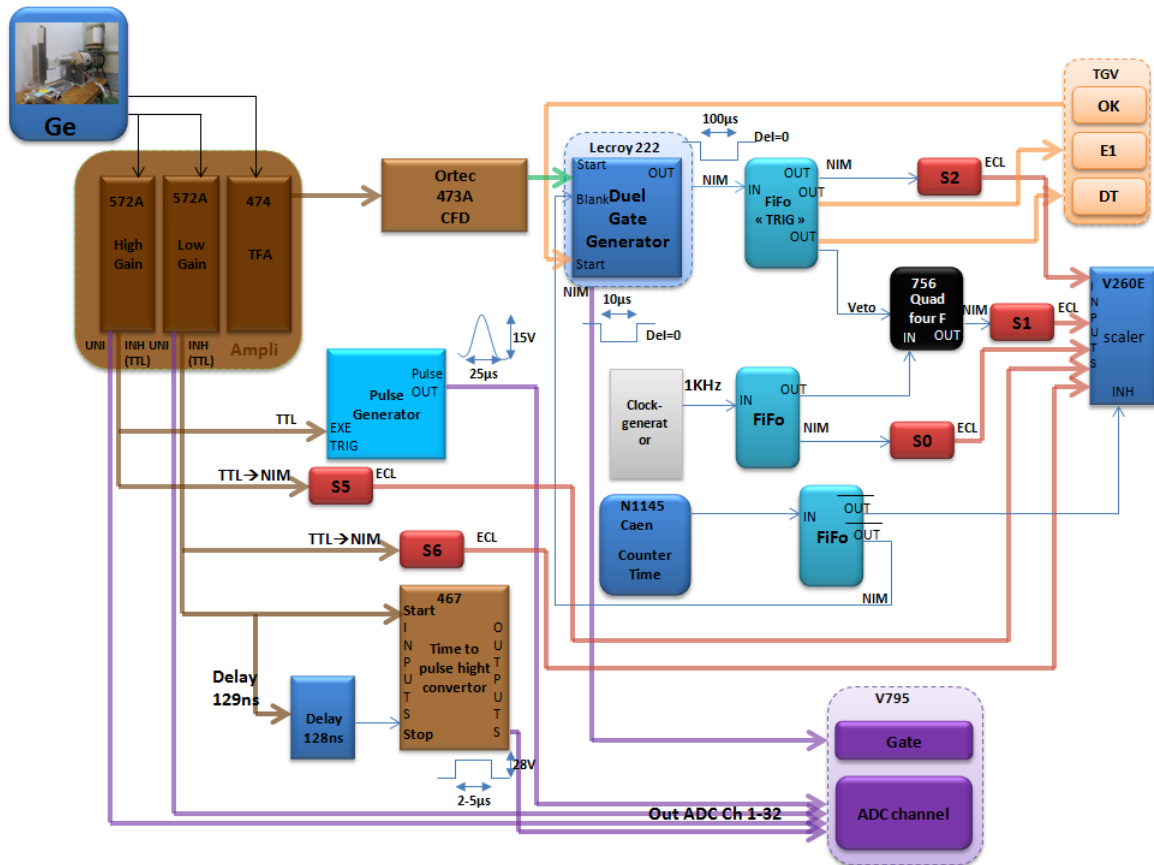 Ge
572A
High
Gain
572A
Low
Gain
474
TFA
Ampli
UNI
INH
(TTL)
UNI
INH
(TTL)
Ortec
473A
CFD
Lecroy 222
Start
OUT
Blank
Duel
Gate
Generator
Start
NIM
100µs
Del=0
NIM
10µs
Del=0
OUT
OUT
IN
FiFo
« TRIG »
OUT
NIM
S2
ECL
TGV
OK
E1
DT
Veto
756
Quad
four F
IN
OUT
NIM
S1
ECL
V260E
INPUTS
scaler
INH
15V
25µs
Pulse
OUT
Pulse
Generator
EXE
TRIG
TTL
Clock-
generat
or
1KHz
OUT
IN
FiFo
NIM
S0
ECL
TTL→NIM
S5
ECL
TTL→NIM
S6
ECL
N1145
Caen
Counter
Time
OUT
IN
OUT
FiFo
NIM
467
Start
INPUTS
OUTPUTS
Time to
pulse hight
convertor
Stop
Delay
129ns
Delay
128ns
28V
2-5µs
V795
Gate
ADC channel
Out ADC Ch 1-32